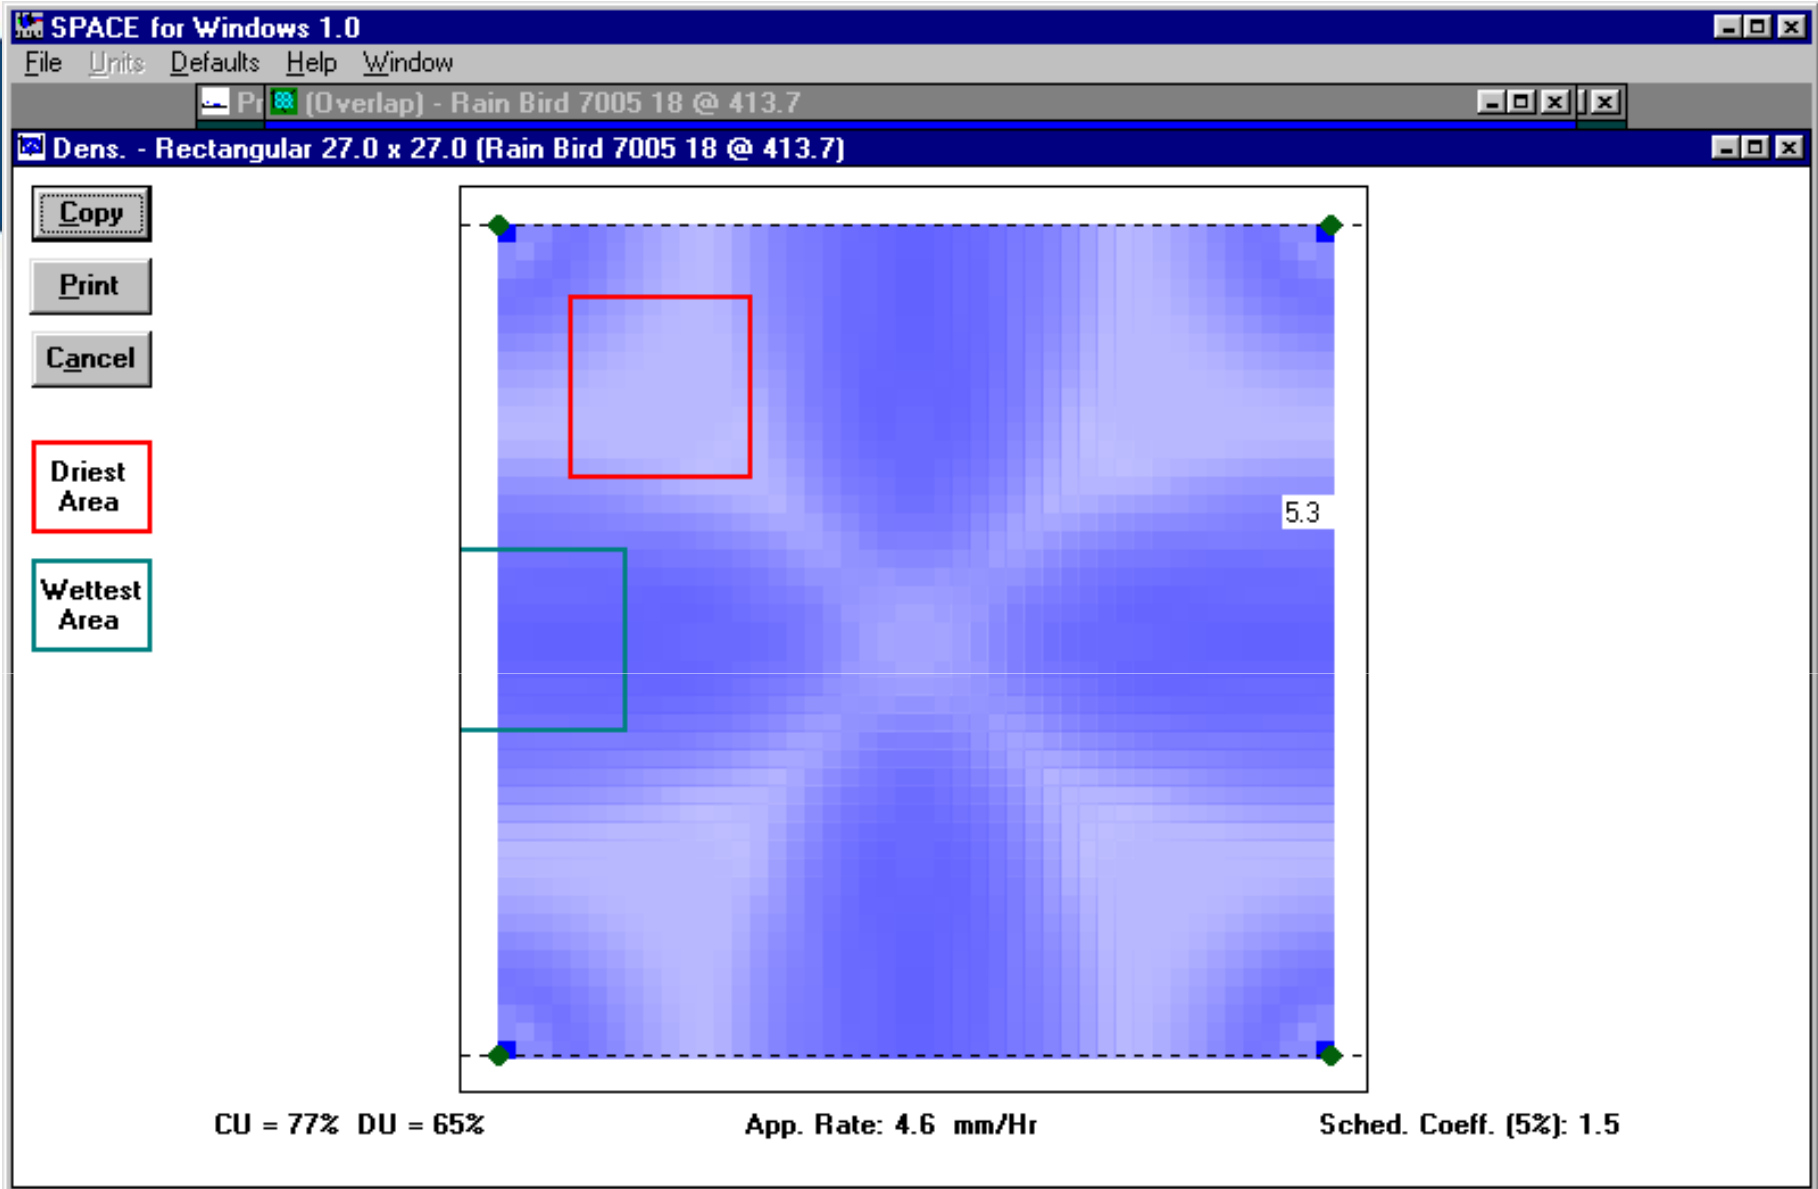 SPACE for Windows 1.0
File Units Defaults Help Window
Pr (Overlap) - Rain Bird 7005 18 @ 413.7
Dens. - Rectangular 27.0 x 27.0 (Rain Bird 7005 18 @ 413.7)
Copy
Print
Cancel
Driest
Area
5.3
Wettest
Area
CU = 77% DU = 65% App. Rate: 4.6 mm/Hr Sched. Coeff. (5%): 1.5